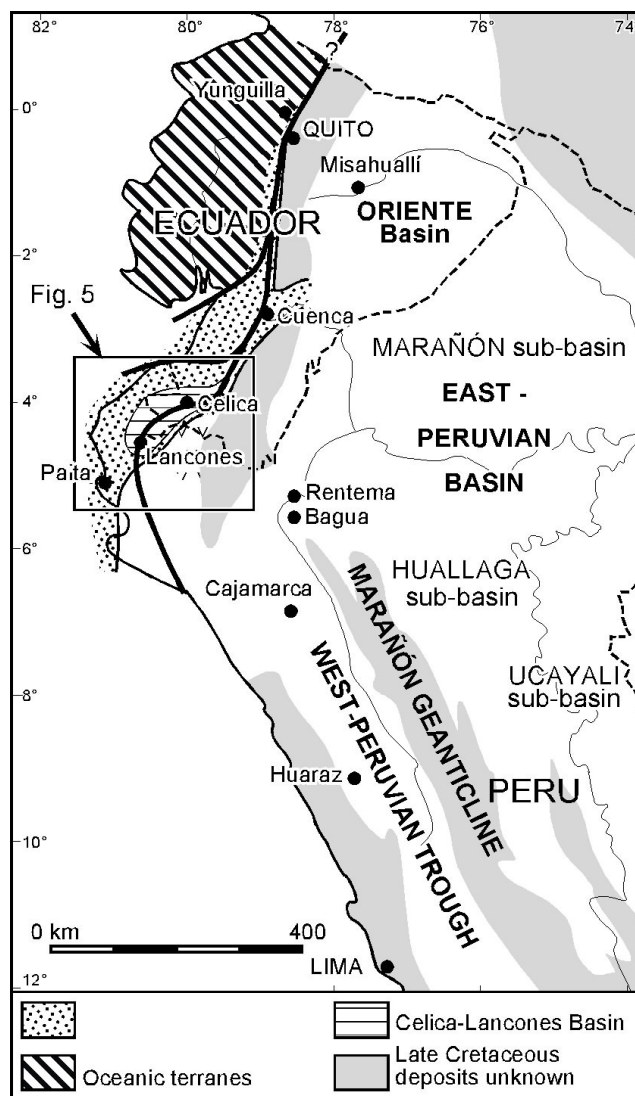 82° 80° 78° 76° 74
?
Yunguilla
0°
QUITO
Misahuallí
ORIENTE
Basin
ECUADOR
2°
Fig. 5
Cuenca
MARAÑÓN sub-basin
4°
Celica
EAST -
PERUVIAN
BASIN
Lancones
Paita
Rentema
Bagua
6°
HUALLAGA
sub-basin
Cajamarca
MARAÑÓN GEANTICLINE
WEST-PERUVIAN TROUGH
UCAYALI
sub-basin
8°
Huaraz
PERU
10°
0 km 400
LIMA
12°
Celica-Lancones Basin
Oceanic terranes
Late Cretaceous
deposits unknown